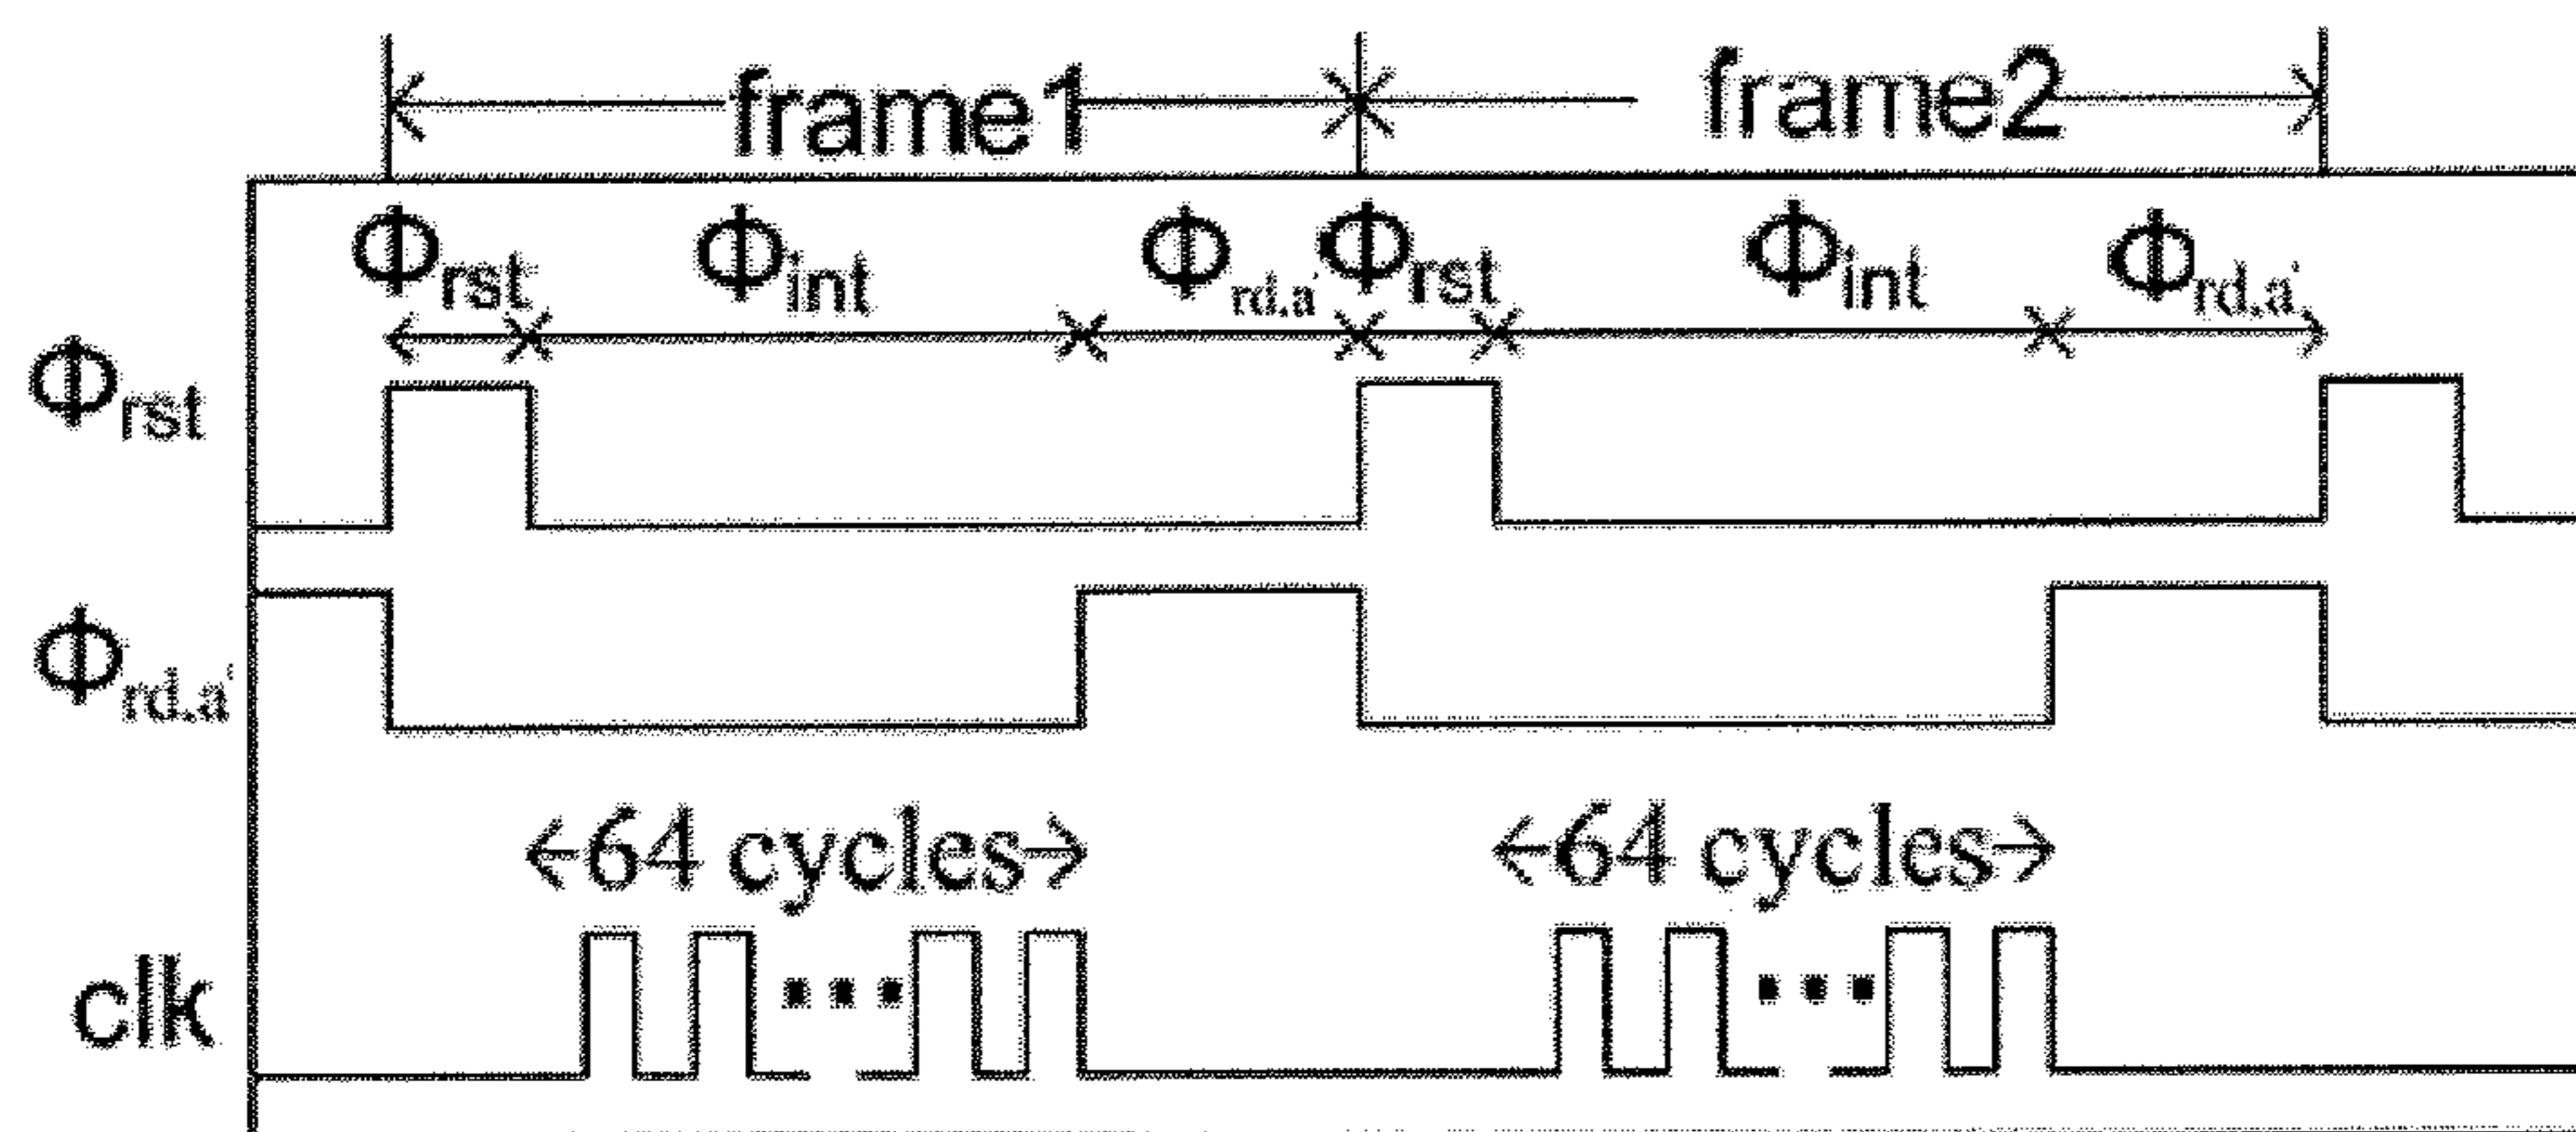 frame1 frame2
Φrst Φint Φrd.a' Φrst Φint Φrd.a'
Φrst
Φrd.a'
64 cycles 64 cycles
clk ... ...